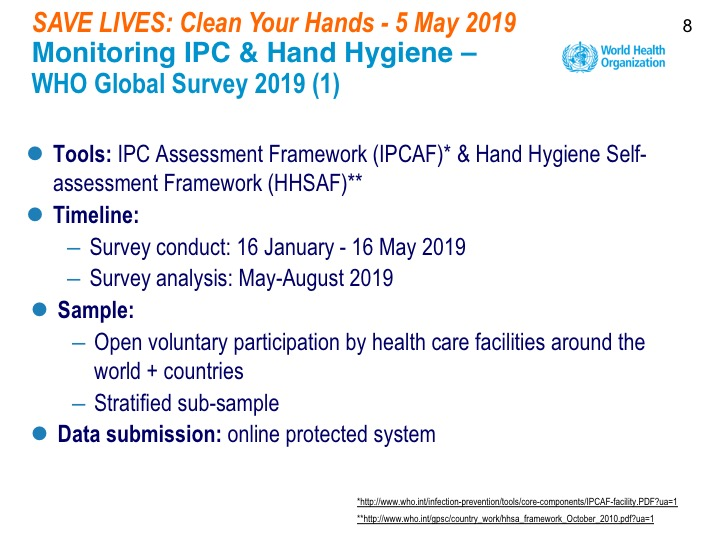 SAVE LIVES: Clean Your Hands - 5 May 2019
8
Monitoring IPC & Hand Hygiene –
WHO Global Survey 2019 (1)
World Health
Organization
● Tools: IPC Assessment Framework (IPCAF)* & Hand Hygiene Self-
assessment Framework (HHSAF)**
● Timeline:
– Survey conduct: 16 January - 16 May 2019
– Survey analysis: May-August 2019
● Sample:
– Open voluntary participation by health care facilities around the
world + countries
– Stratified sub-sample
● Data submission: online protected system
*http://www.who.int/infection-prevention/tools/core-components/IPCAF-facility.PDF?ua=1
**http://www.who.int/gpsc/country_work/hhsa_framework_October_2010.pdf?ua=1